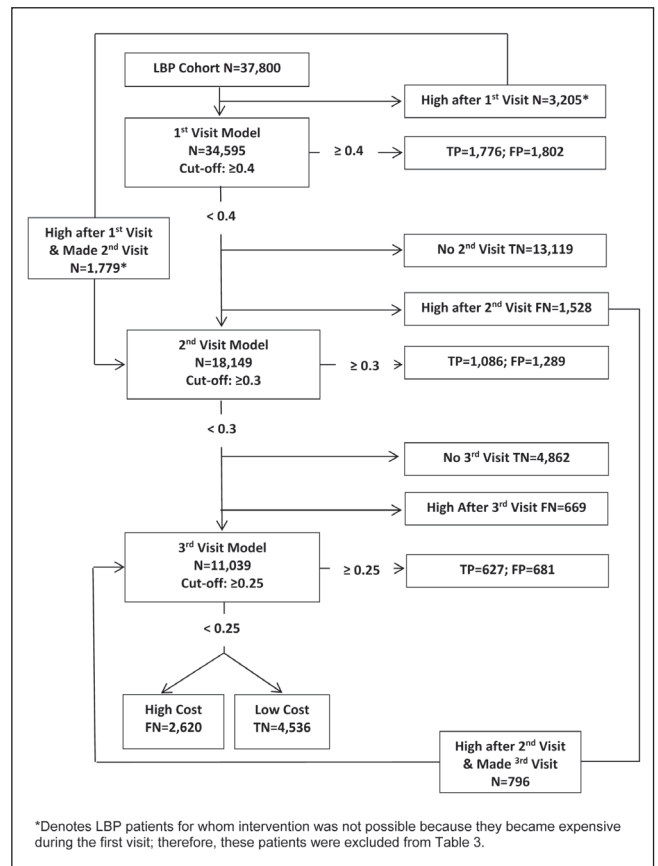 LBP Cohort N=37,800
High after 1st Visit N=3,205*
1st Visit Model
N=34,595
Cut-off: ≥0.4
≥ 0.4
TP=1,776; FP=1,802
< 0.4
High after 1st Visit
& Made 2nd Visit
N=1,779*
No 2nd Visit TN=13,119
High after 2nd Visit FN=1,528
2nd Visit Model
N=18,149
Cut-off: ≥0.3
≥ 0.3
TP=1,086; FP=1,289
< 0.3
No 3rd Visit TN=4,862
High After 3rd Visit FN=669
3rd Visit Model
N=11,039
Cut-off: ≥0.25
≥ 0.25
TP=627; FP=681
< 0.25
High Cost
FN=2,620
Low Cost
TN=4,536
High after 2nd Visit
& Made 3rd Visit
N=796
*Denotes LBP patients for whom intervention was not possible because they became expensive
during the first visit; therefore, these patients were excluded from Table 3.